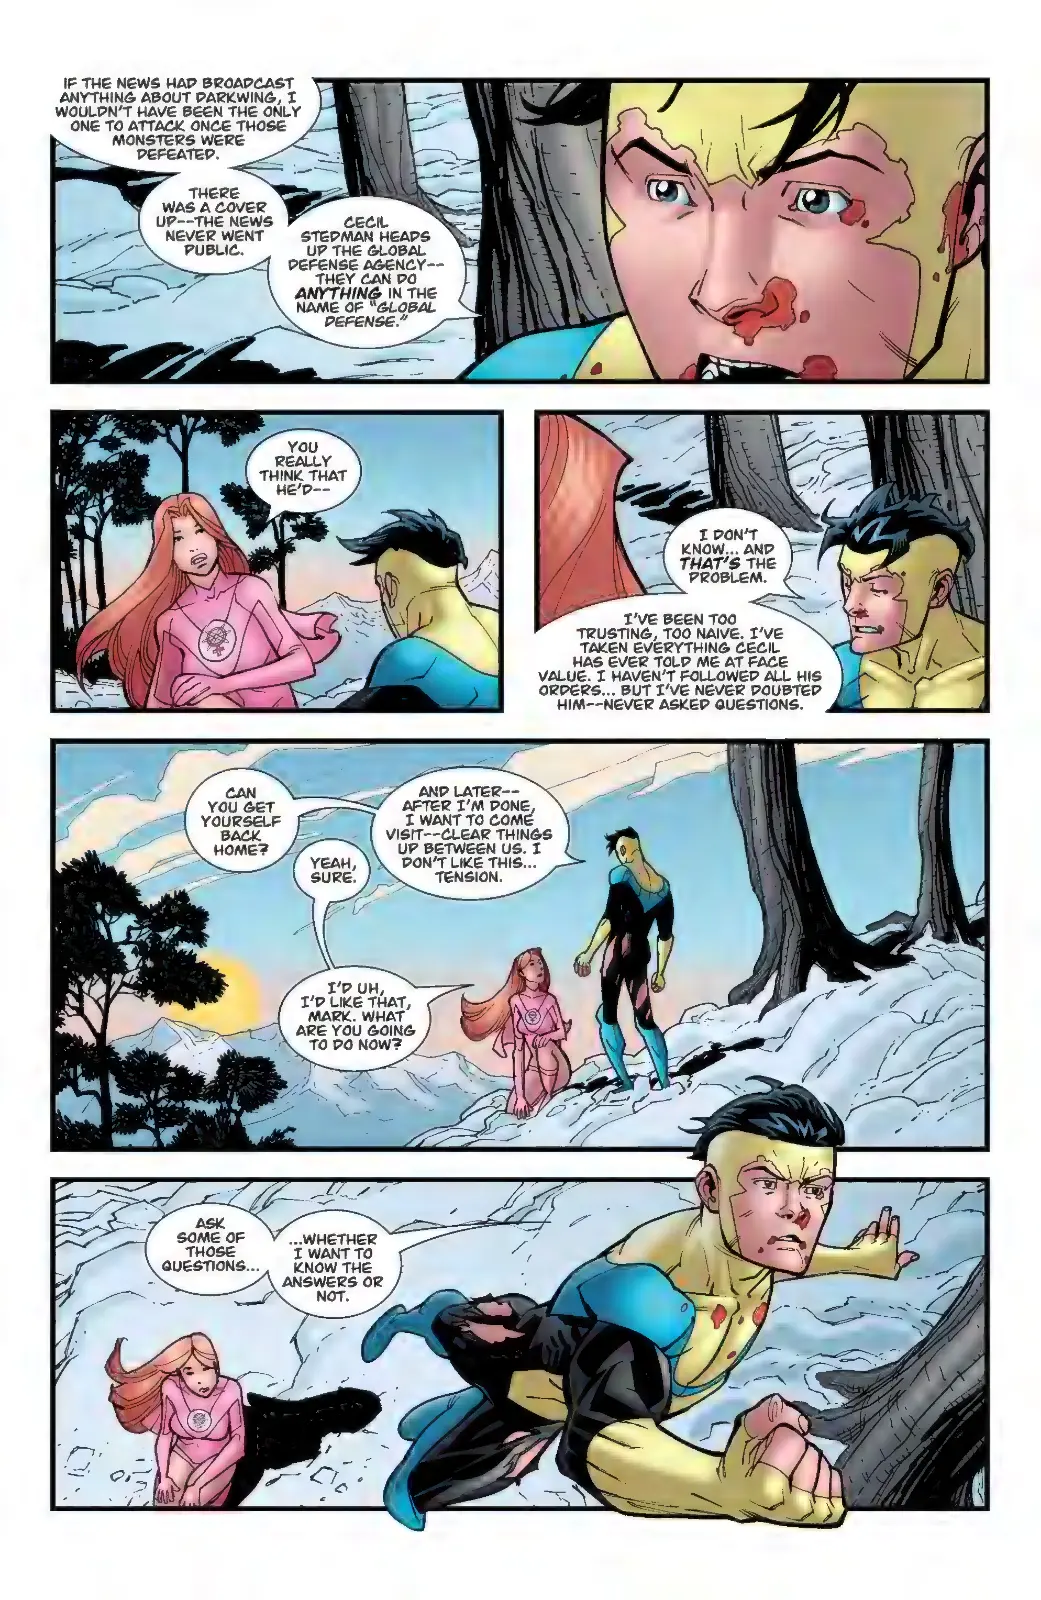 IF THE NEWS HAD BROADCAST
ANYTHING ABOUT DARKWING, I
WOULDN'T HAVE BEEN THE ONLY
ONE TO ATTACK ONCE THOSE
MONSTERS WERE
DEFEATED.
THERE
WAS A COVER
UP--THE NEWS
NEVER WENT
PUBLIC.
CECIL
STEDMAN HEADS
UP THE GLOBAL
DEFENSE AGENCY--
THEY CAN DO
ANYTHING IN THE
NAME OF "GLOBAL
DEFENSE."
YOU
REALLY
THINK THAT
HE'D--
I DON'T
KNOW... AND
THAT'S THE
PROBLEM.
I'VE BEEN TOO
TRUSTING, TOO NAIVE. I'VE
TAKEN EVERYTHING CECIL
HAS EVER TOLD ME AT FACE
VALUE. I HAVEN'T FOLLOWED ALL HIS
ORDERS... BUT I'VE NEVER DOUBTED
HIM--NEVER ASKED QUESTIONS.
CAN
YOU GET
YOURSELF
BACK
HOME?
YEAH,
SURE.
AND LATER--
AFTER I'M DONE,
I WANT TO COME
VISIT--CLEAR THINGS
UP BETWEEN US. I
DON'T LIKE THIS...
TENSION.
I'D UH,
I'D LIKE THAT,
MARK. WHAT
ARE YOU GOING
TO DO NOW?
ASK
SOME OF
THOSE
QUESTIONS...
...WHETHER
I WANT TO
KNOW THE
ANSWERS OR
NOT.